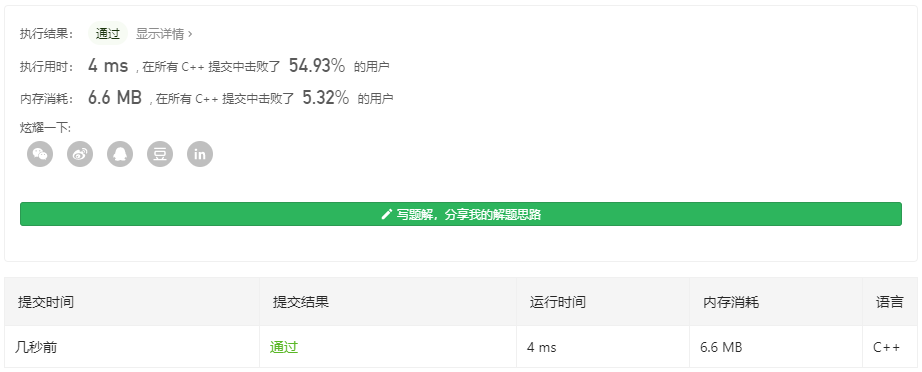 执行结果： 通过 显示详情 ›
执行用时： 4 ms , 在所有 C++ 提交中击败了 54.93% 的用户
内存消耗： 6.6 MB , 在所有 C++ 提交中击败了 5.32% 的用户
炫耀一下:
豆 in
写题解，分享我的解题思路
提交时间 提交结果 运行时间 内存消耗 语言
几秒前 通过 4 ms 6.6 MB C++